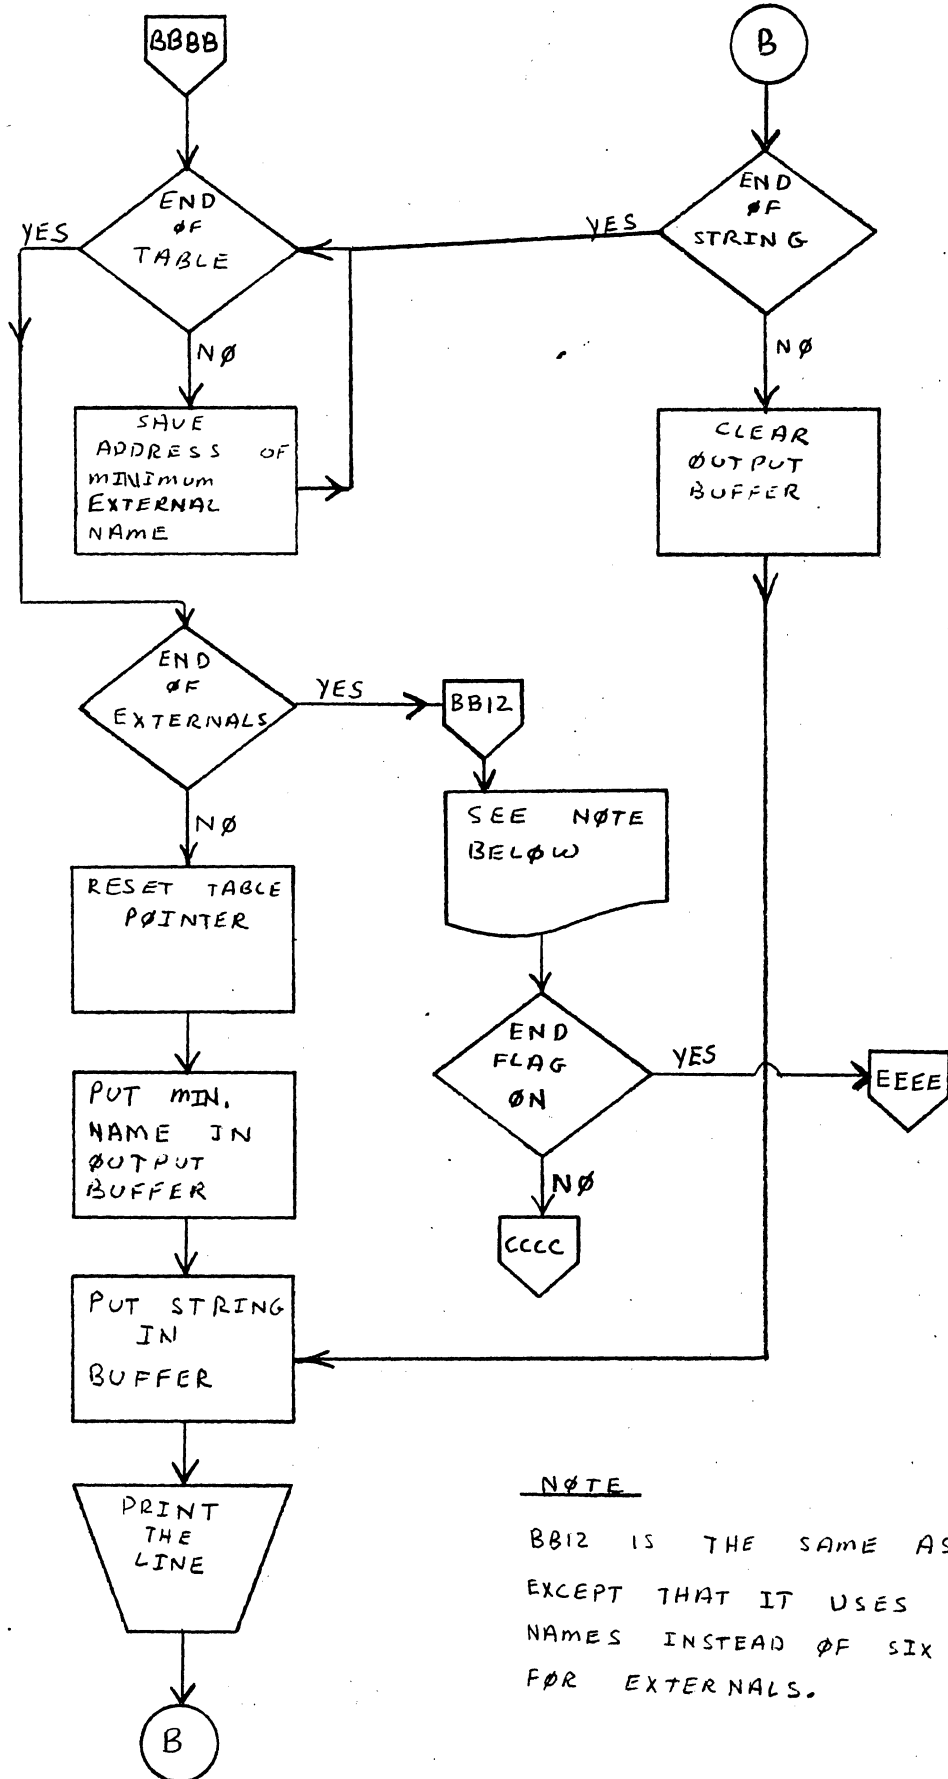 BBBB
B
END
ØF
TABLE
YES
NØ
SAVE
ADDRESS OF
MINIMUM
EXTERNAL
NAME
END
ØF
STRING
YES
NØ
CLEAR
ØUTPUT
BUFFER
END
ØF
EXTERNALS
YES
NØ
BB12
SEE NØTE
BELØW
RESET TABLE
PØINTER
END
FLAG
ØN
YES
EEEE
NØ
CCCC
PUT MIN.
NAME IN
ØUTPUT
BUFFER
PUT STRING
IN
BUFFER
PRINT
THE
LINE
B
NØTE
BB12 IS THE SAME AS
EXCEPT THAT IT USES
NAMES INSTEAD ØF SIX
FØR EXTERNALS.